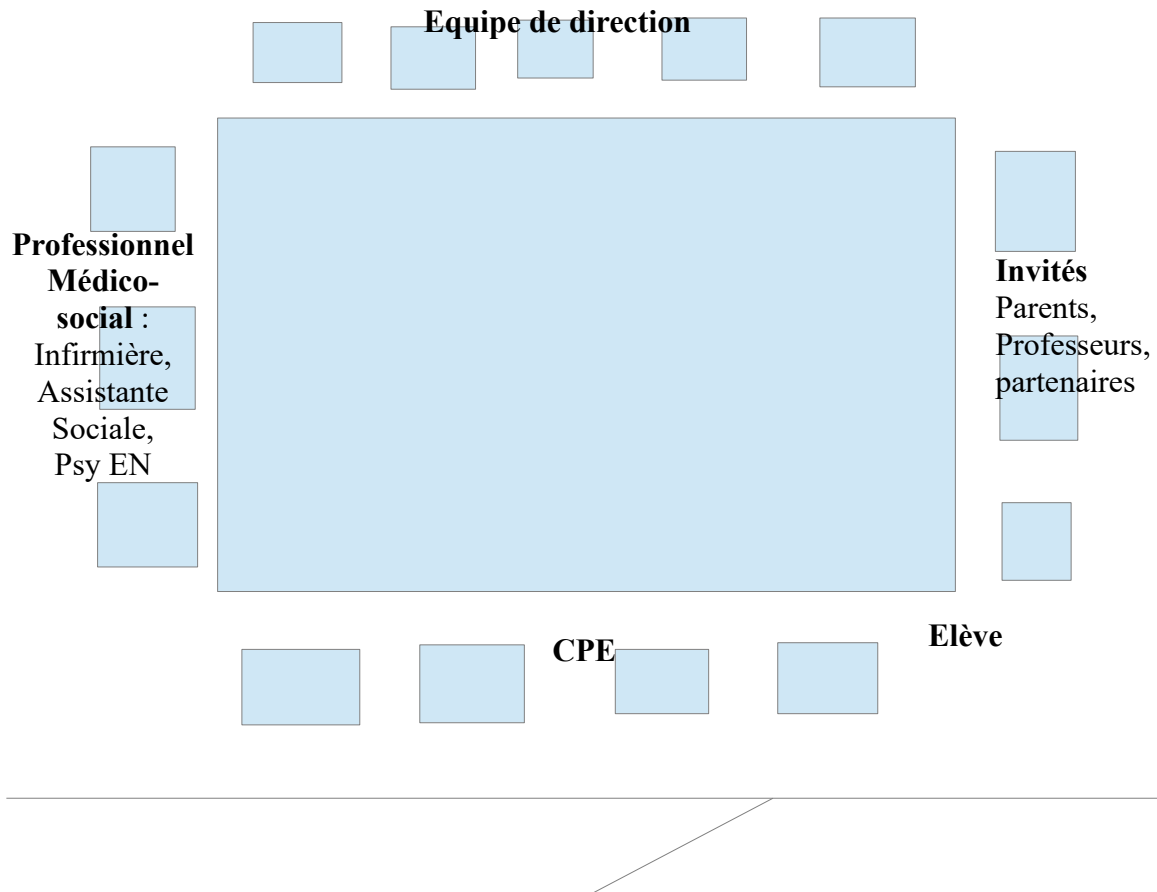 Equipe de direction
Professionnel
Médico-
social :
Infirmière,
Assistante
Sociale,
Psy EN
Invités
Parents,
Professeurs,
partenaires
CPE
Elève